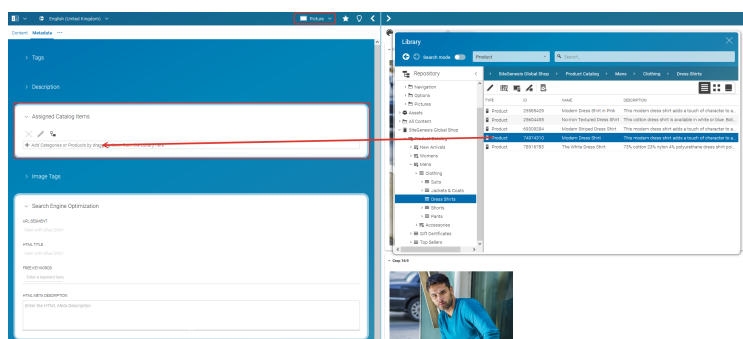 English (United Kingdom)
Picture
Content Metadata ···
Tags
Description
Assigned Catalog Items
Add Categories or Products by
Image Tags
Search Engine Optimization
URL SEGMENT
HTML TITLE
FREE KEYWORDS
Enter a keyword here
HTML META DESCRIPTION
Enter the HTML Meta Description
Library
Search mode
Product
Search...
Repository
Navigation
Options
Pictures
Assets
All Content
SiteGenesis Global Shop
New Arrivals
Womens
Mens
Clothing
Suits
Jackets & Coats
Dress Shirts
Shorts
Pants
Accessories
Gift Certificates
Top Sellers
SiteGenesis Global Shop Product Catalog Mens Clothing Dress Shirts
TYPE ID NAME DESCRIPTION
Product Modern Dress Shirt in Pink This modern dress shirt adds a touch of character to a...
Product 25604455 No-Iron Textured Dress Shirt This cotton dress shirt is available in white or blue. Bot...
Product Modern Striped Dress Shirt This modern dress shirt adds a touch of character to a...
Product 74974310 Modern Dress Shirt This modern dress shirt adds a touch of character to a...
Product The White Dress Shirt 73% cotton 23% nylon 4% polyurethane dress shirt poi...
Crop 16:9